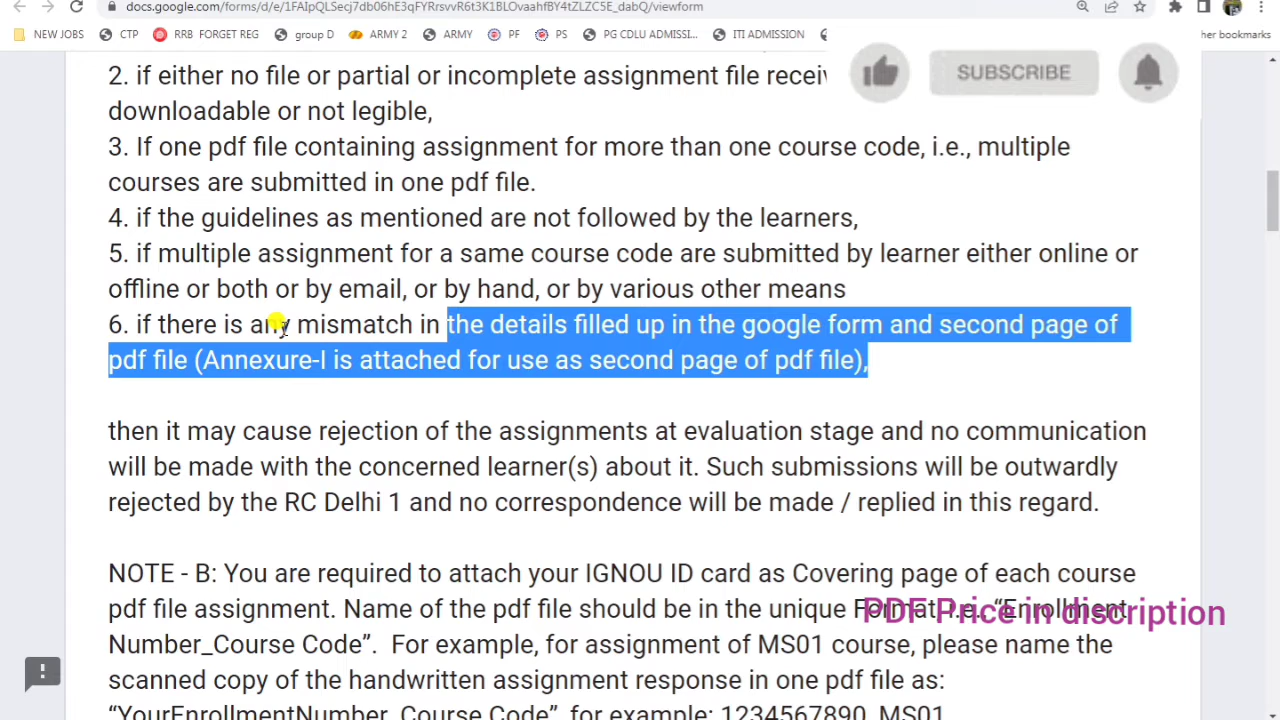 docs.google.com/forms/d/e/1FAIpQLSecj7db06hE3qFYRrsvvR6t3K1BLOvaahfBY4tZLZC5E_dabQ/viewform
NEW JOBS CTP RRB FORGET REG group D ARMY 2 ARMY PF PS PG CDLU ADMISSI... ITI ADMISSION her bookmarks
SUBSCRIBE
2. if either no file or partial or incomplete assignment file
downloadable or not legible,
3. If one pdf file containing assignment for more than one course code, i.e., multiple
courses are submitted in one pdf file.
4. if the guidelines as mentioned are not followed by the learners,
5. if multiple assignment for a same course code are submitted by learner either online or
offline or both or by email, or by hand, or by various other means
6. if there is any mismatch in the details filled up in the google form and second page of
pdf file (Annexure-I is attached for use as second page of pdf file),
then it may cause rejection of the assignments at evaluation stage and no communication
will be made with the concerned learner(s) about it. Such submissions will be outwardly
rejected by the RC Delhi 1 and no correspondence will be made / replied in this regard.
NOTE - B: You are required to attach your IGNOU ID card as Covering page of each course
pdf file assignment. Name of the pdf file should be in the unique Format, i.e., “Enrollment
PDF Price in discription
Number_Course Code”. For example, for assignment of MS01 course, please name the
scanned copy of the handwritten assignment response in one pdf file as:
“YourEnrollmentNumber_Course Code”, for example: 1234567890_MS01